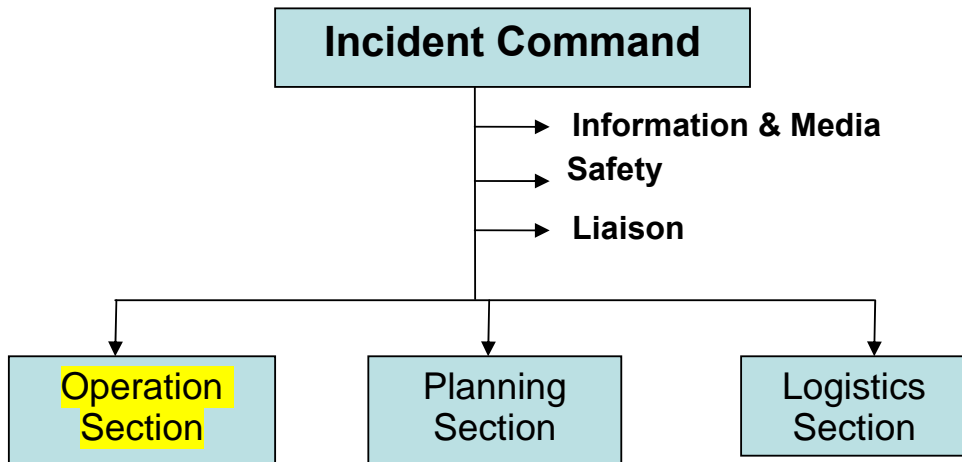 Incident Command
Information & Media
Safety
Liaison
Operation
Section
Planning
Section
Logistics
Section